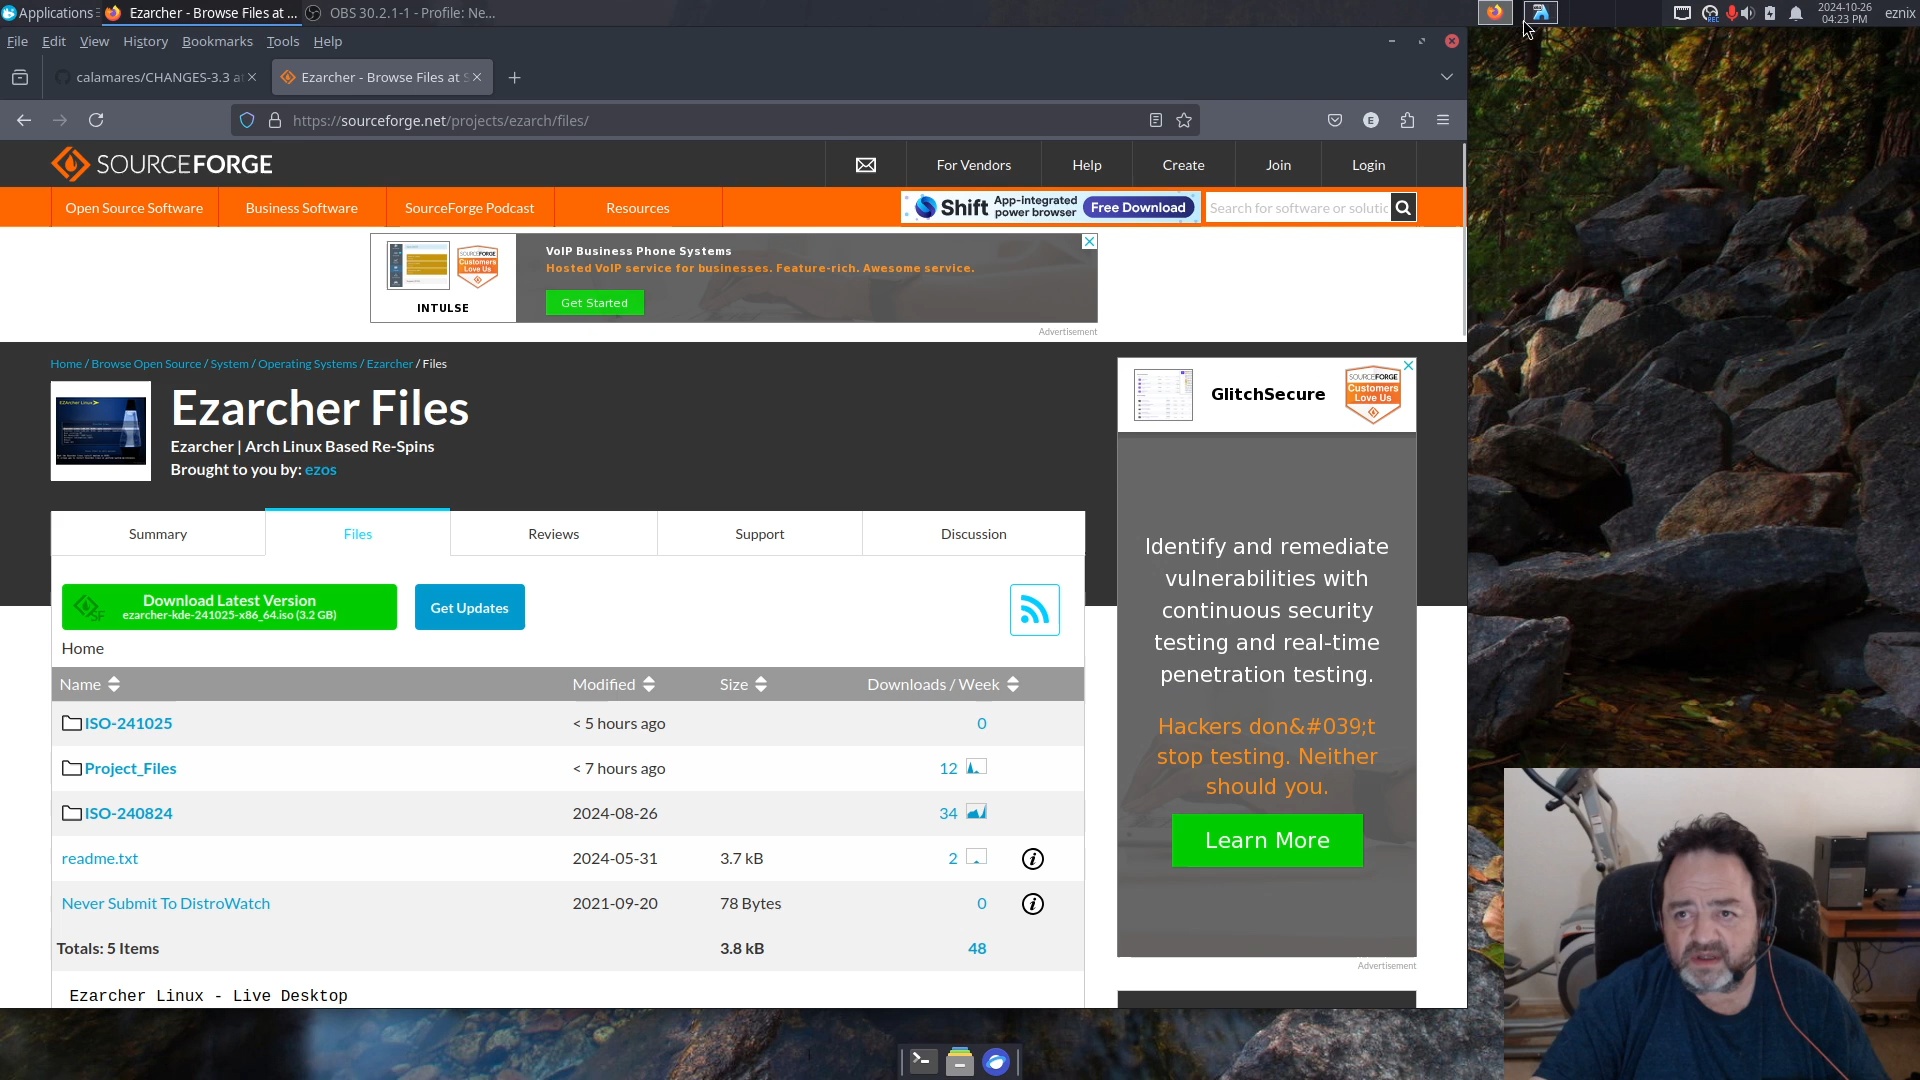 Applications
Ezarcher - Browse Files at ...
OBS 30.2.1-1 - Profile: Ne...
REC
2024-10-26
04:23 PM
eznix
File Edit View History Bookmarks Tools Help
calamares/CHANGES-3.3 at
Ezarcher - Browse Files at S
https://sourceforge.net/projects/ezarch/files/
E
SOURCEFORGE
For Vendors
Help
Create
Join
Login
Open Source Software
Business Software
SourceForge Podcast
Resources
Shift App-integrated power browser Free Download
Search for software or solutic
SOURCEFORGE
Customers
Love Us
INTULSE
VoIP Business Phone Systems
Hosted VoIP service for businesses. Feature-rich. Awesome service.
Get Started
Advertisement
Home / Browse Open Source / System / Operating Systems / Ezarcher / Files
Ezarcher Files
Ezarcher | Arch Linux Based Re-Spins
Brought to you by: ezos
Summary
Files
Reviews
Support
Discussion
Download Latest Version
ezarcher-kde-241025-x86_64.iso (3.2 GB)
Get Updates
Home
Name Modified Size Downloads / Week
ISO-241025 < 5 hours ago 0
Project_Files < 7 hours ago 12
ISO-240824 2024-08-26 34
readme.txt 2024-05-31 3.7 kB 2 i
Never Submit To DistroWatch 2021-09-20 78 Bytes 0 i
Totals: 5 Items 3.8 kB 48
Ezarcher Linux - Live Desktop
GlitchSecure
SOURCEFORGE
Customers
Love Us
Identify and remediate
vulnerabilities with
continuous security
testing and real-time
penetration testing.
Hackers don&#039;t
stop testing. Neither
should you.
Learn More
Advertisement